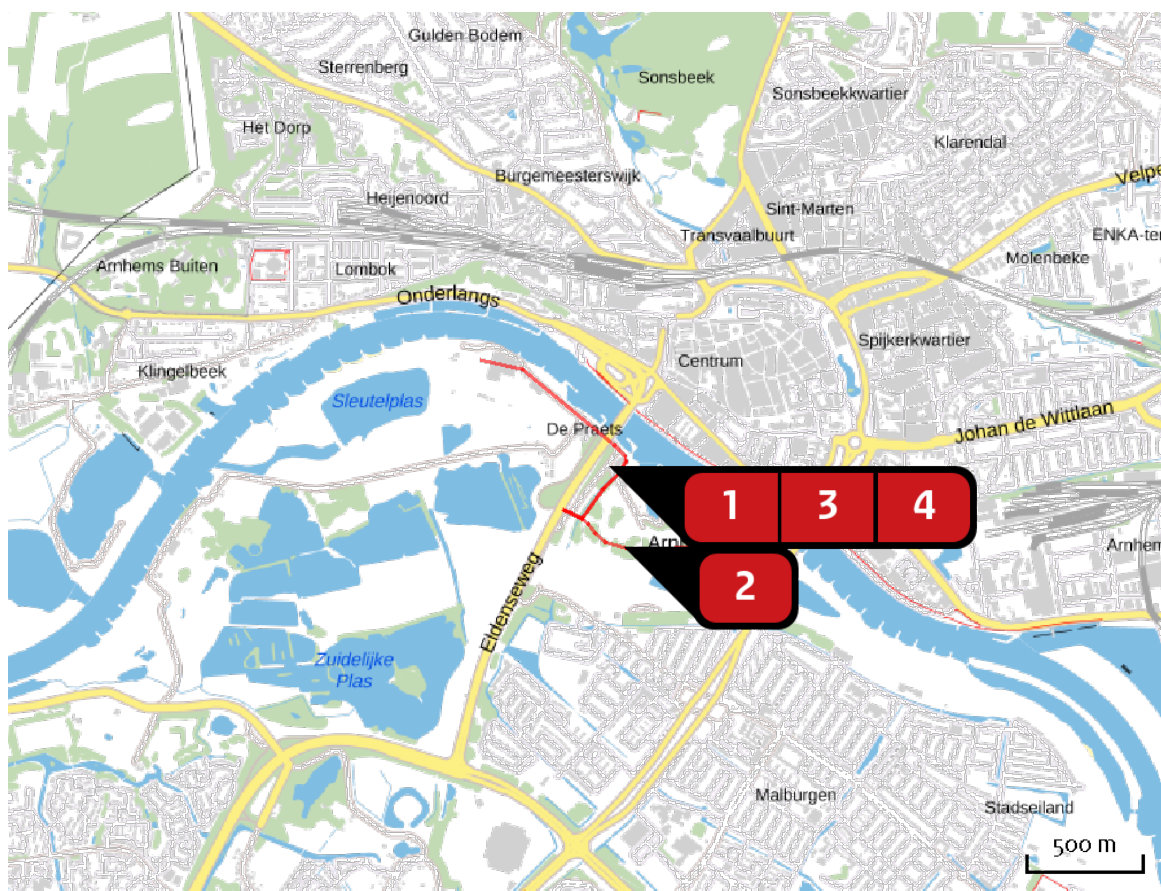 Gulden Bodem
Sterrenberg
Sonsbeek
Sonsbeekkwartier
Het Dorp
Klarendal
Burgemeesterswijk
Velpe
Heijenoord
Sint-Marten
Transvaalbuurt
ENKA-ter
Molenbeke
Arnhems Buiten
Lombok
Onderlangs
Spijkerkwartier
Centrum
Klingelbeek
Sleutelplas
De Praets
Johan de Wittlaan
1 3 4
Arnh
Arnhem
2
Eldenseweg
Zuidelijke
Plas
Malburgen
Stadseiland
500 m